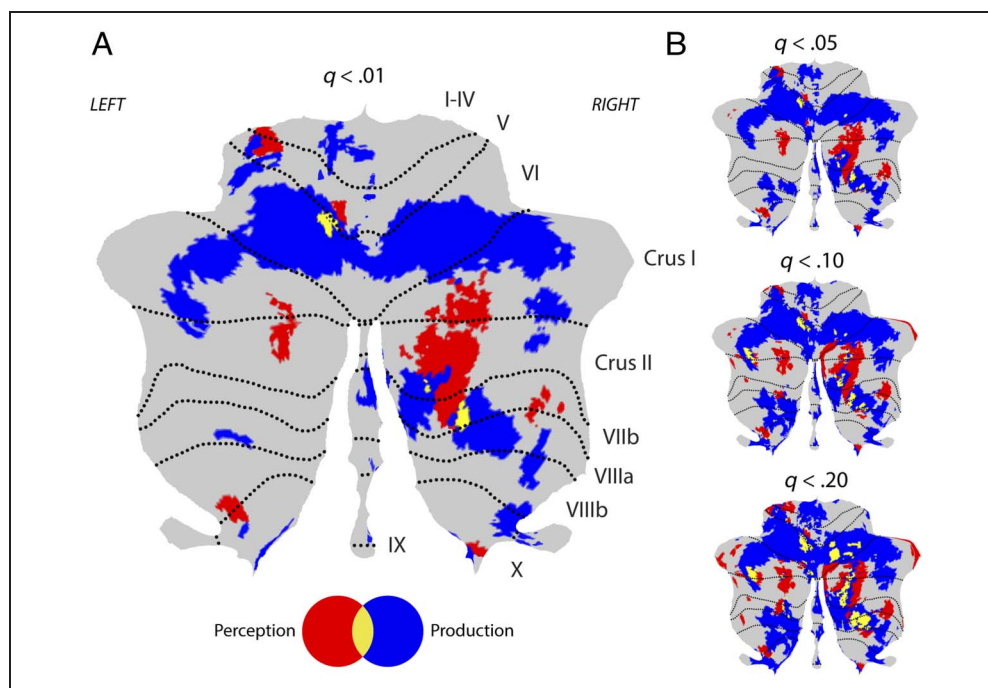 A
q < .01
LEFT
RIGHT
I-IV
V
VI
Crus I
Crus II
VIIb
VIIIa
VIIIb
IX
X
Perception
Production
B
q < .05
q < .10
q < .20